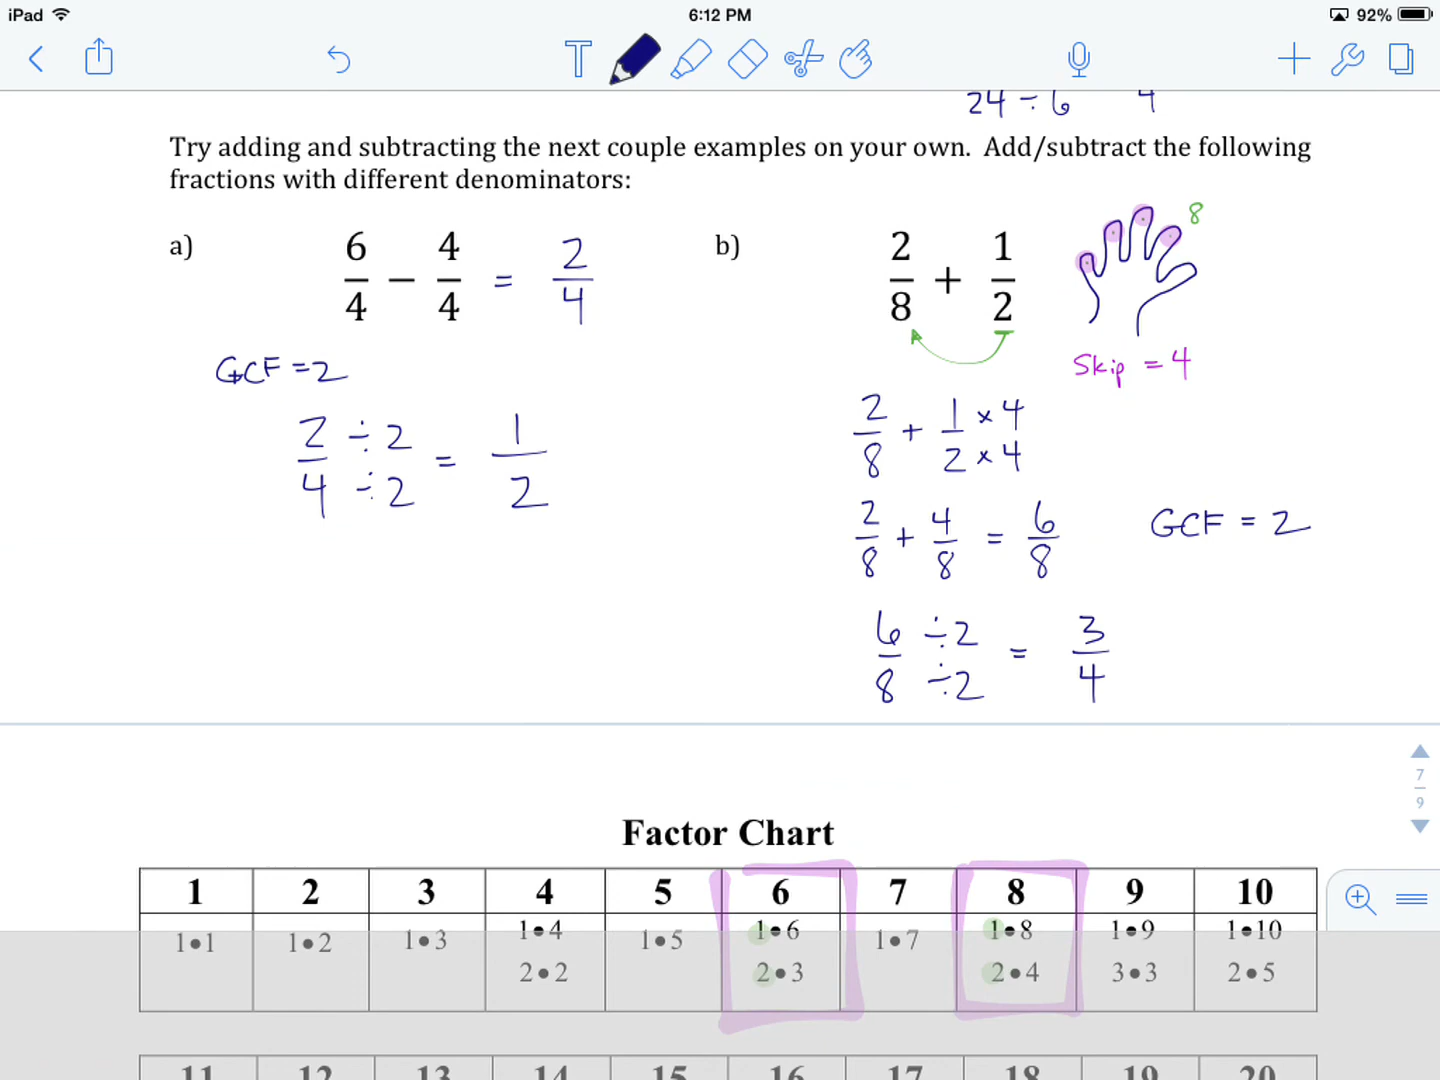 iPad 6:12 PM 92%
T
24 ÷ 6 4
Try adding and subtracting the next couple examples on your own. Add/subtract the following
fractions with different denominators:
a) 6/4 − 4/4 = 2/4
GCF = 2
2/4 ÷2/÷2 = 1/2
b) 2/8 + 1/2
8
Skip = 4
2/8 + 1/2 ×4/×4
2/8 + 4/8 = 6/8 GCF = 2
6/8 ÷2/÷2 = 3/4
7/9
Factor Chart
1 2 3 4 5 6 7 8 9 10
1•1 1•2 1•3 1•4 1•5 1•6 1•7 1•8 1•9 1•10
2•2 2•3 2•4 3•3 2•5
11 12 13 14 15 16 17 18 19 20